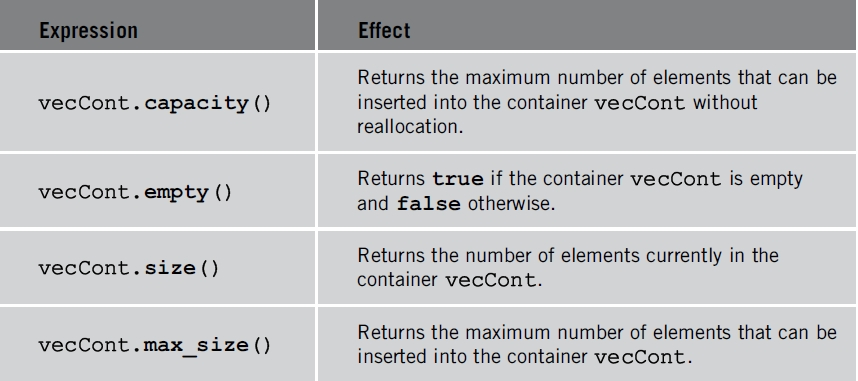 Expression Effect
Returns the maximum number of elements that can be
vecCont.capacity() inserted into the container vecCont without
reallocation.
vecCont.empty() Returns true if the container vecCont is empty
and false otherwise.
vecCont.size() Returns the number of elements currently in the
container vecCont.
vecCont.max_size() Returns the maximum number of elements that can be
inserted into the container vecCont.